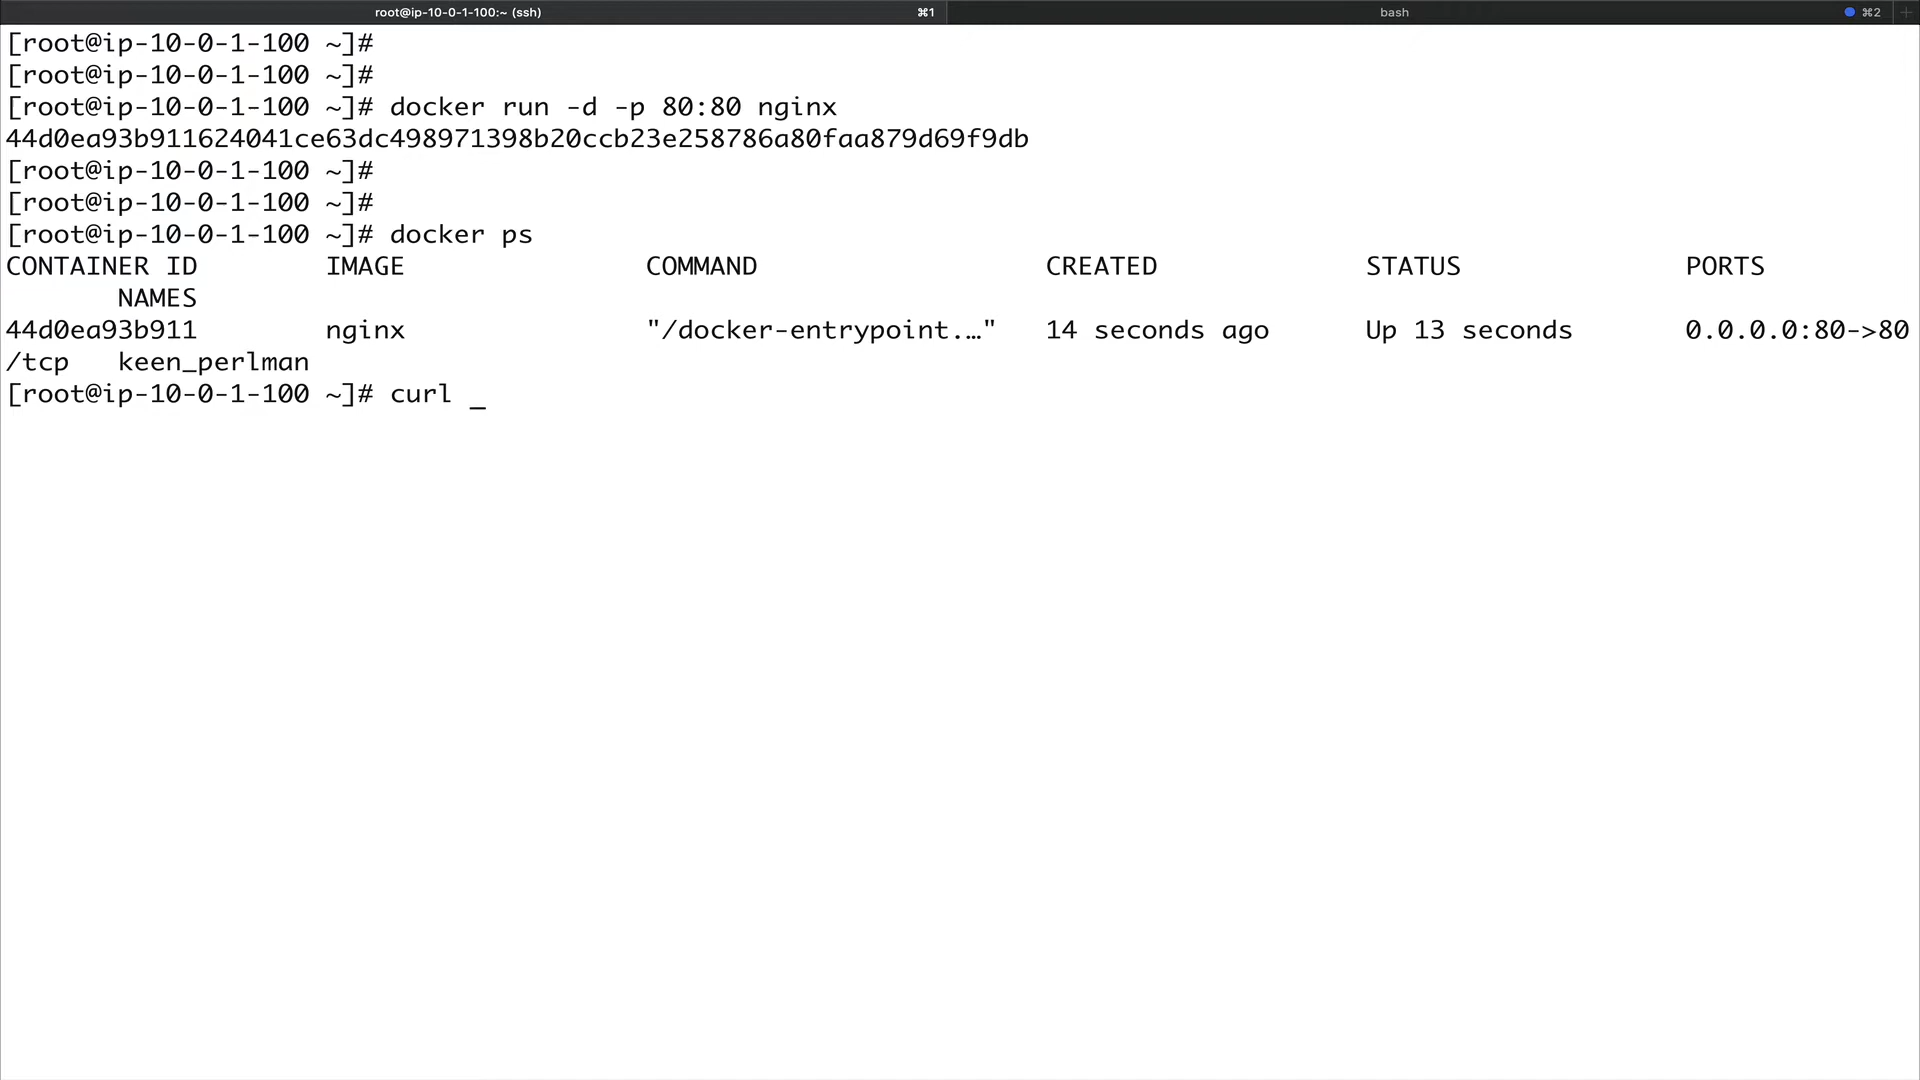 root@ip-10-0-1-100:~ (ssh) ⌘1 bash ⌘2
[root@ip-10-0-1-100 ~]#
[root@ip-10-0-1-100 ~]#
[root@ip-10-0-1-100 ~]# docker run -d -p 80:80 nginx
44d0ea93b911624041ce63dc498971398b20ccb23e258786a80faa879d69f9db
[root@ip-10-0-1-100 ~]#
[root@ip-10-0-1-100 ~]#
[root@ip-10-0-1-100 ~]# docker ps
CONTAINER ID        IMAGE               COMMAND                  CREATED             STATUS              PORTS
       NAMES
44d0ea93b911        nginx               "/docker-entrypoint.…"   14 seconds ago      Up 13 seconds       0.0.0.0:80->80
/tcp   keen_perlman
[root@ip-10-0-1-100 ~]# curl _